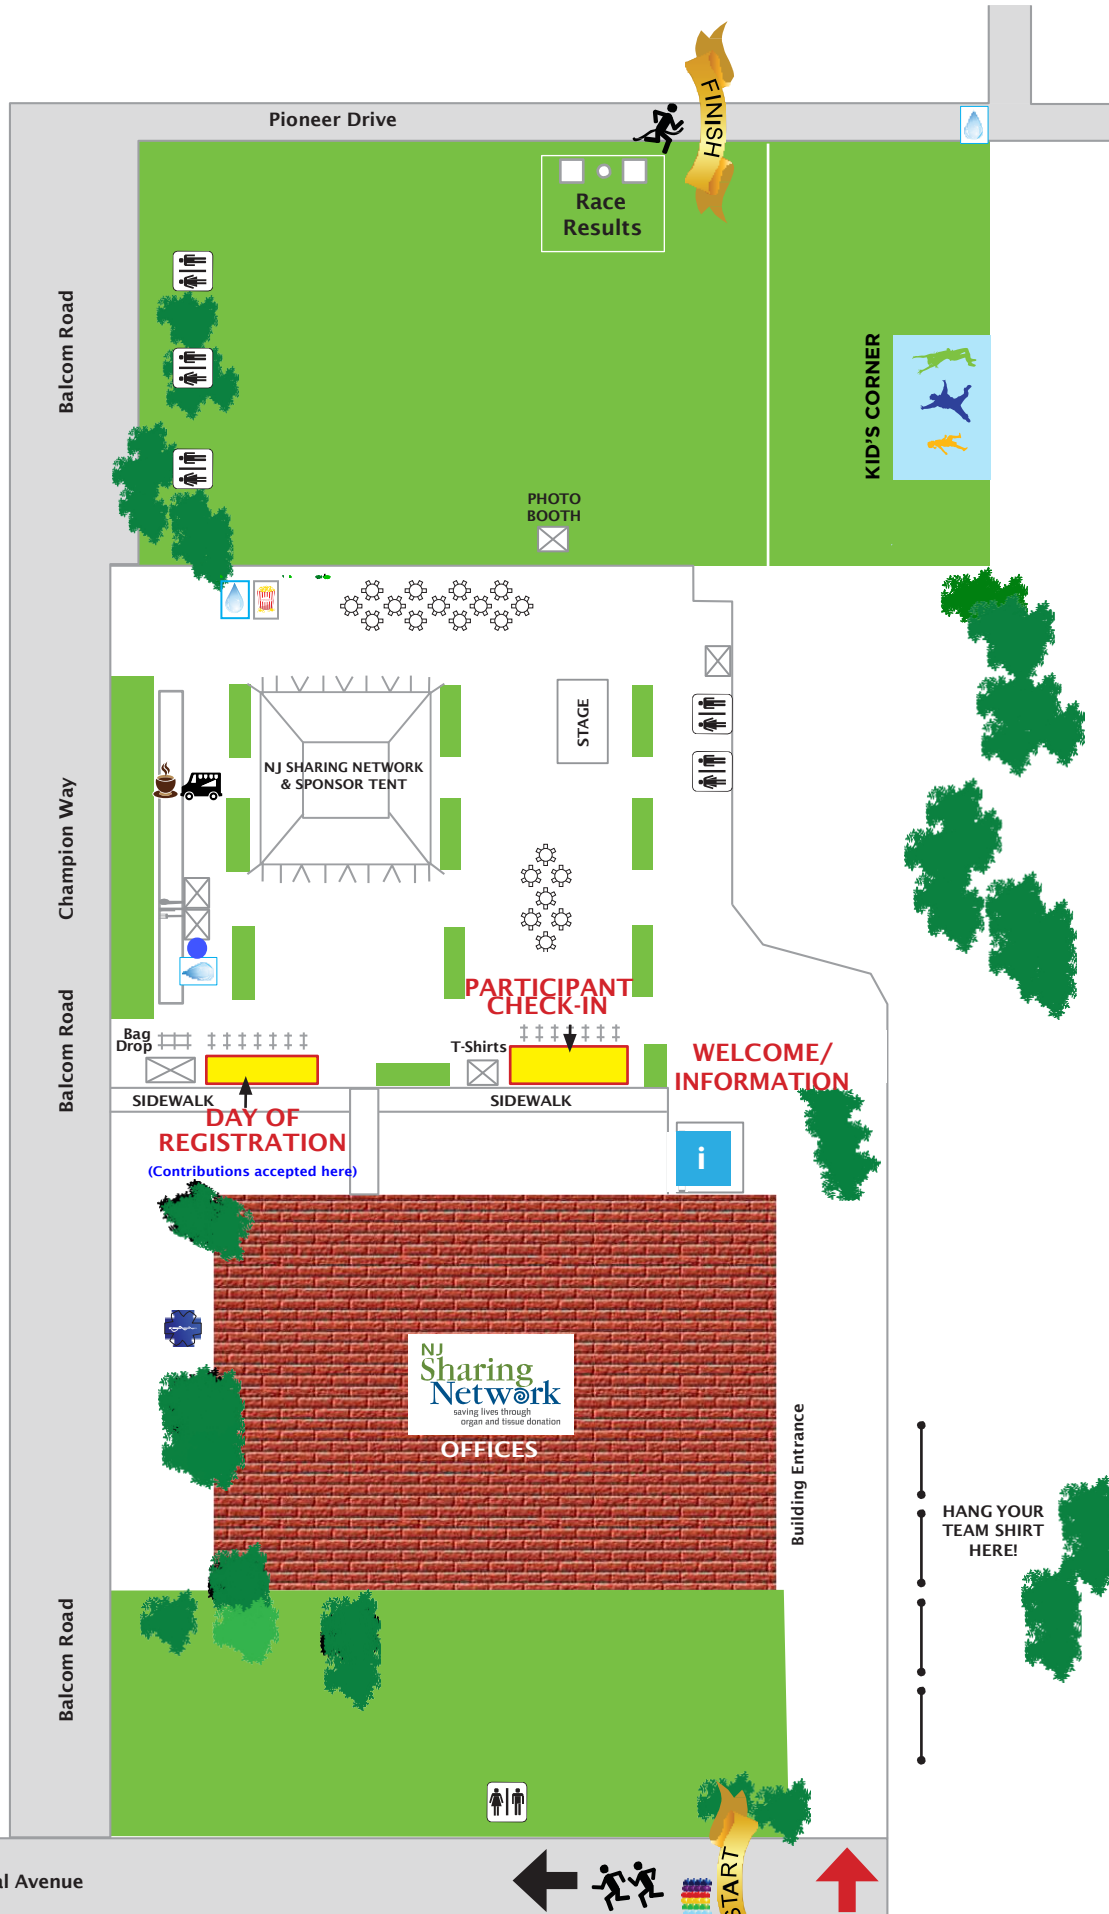 FINISH
Pioneer Drive
Race
Results
Balcom Road
KID'S CORNER
PHOTO
BOOTH
STAGE
NJ SHARING NETWORK
& SPONSOR TENT
Champion Way
PARTICIPANT
CHECK-IN
Balcom Road
Bag
Drop
T-Shirts
WELCOME/
INFORMATION
SIDEWALK
SIDEWALK
DAY OF
REGISTRATION
(Contributions accepted here)
i
NJ
Sharing
Network
saving lives through
organ and tissue donation
OFFICES
Building Entrance
HANG YOUR
TEAM SHIRT
HERE!
Balcom Road
START
Avenue